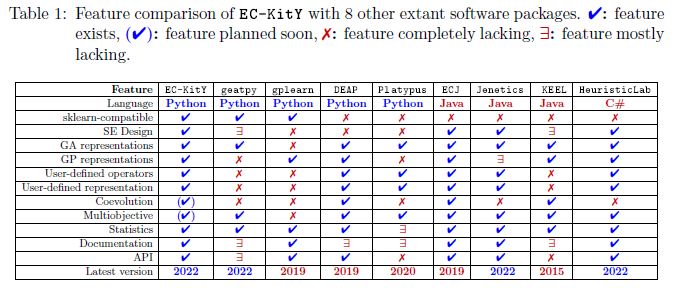 Table 1: Feature comparison of EC-KitY with 8 other extant software packages. ✔: feature
exists, (✔): feature planned soon, ✗: feature completely lacking, ∃: feature mostly
lacking.
Feature EC-KitY geatpy gplearn DEAP Platypus ECJ Jenetics KEEL HeuristicLab
Language Python Python Python Python Python Java Java Java C#
sklearn-compatible ✔ ✔ ✔ ✗ ✗ ✗ ✗ ✗ ✗
SE Design ✔ ∃ ✗ ✗ ✗ ✔ ✔ ∃ ✔
GA representations ✔ ✔ ✗ ✔ ✔ ✔ ✔ ✔ ✔
GP representations ✔ ✗ ✔ ✔ ✗ ✔ ∃ ✔ ✔
User-defined operators ✔ ✗ ✗ ✔ ✔ ✔ ✔ ✗ ✔
User-defined representation ✔ ✗ ✗ ✔ ✔ ✔ ✔ ✗ ✔
Coevolution (✔) ✗ ✗ ✔ ✗ ✔ ✗ ✔ ✗
Multiobjective (✔) ✔ ✗ ✔ ✔ ✔ ✔ ✔ ✔
Statistics ✔ ✔ ✔ ✔ ∃ ✔ ✔ ✔ ✔
Documentation ✔ ∃ ✔ ∃ ∃ ✔ ✔ ∃ ✔
API ✔ ∃ ✔ ✔ ✗ ✔ ✔ ✗ ✔
Latest version 2022 2022 2019 2019 2020 2019 2022 2015 2022